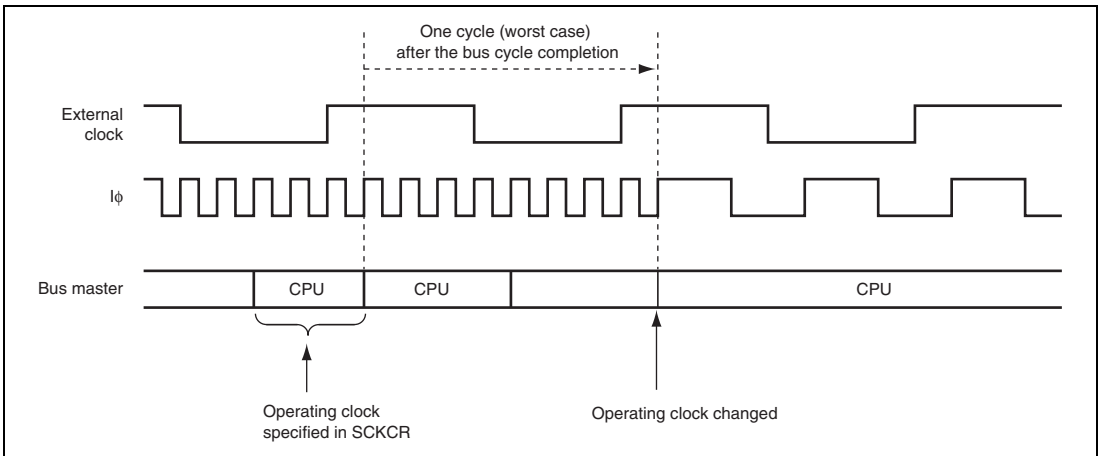 One cycle (worst case)
after the bus cycle completion
External
clock
Iϕ
Bus master
CPU
CPU
CPU
Operating clock
specified in SCKCR
Operating clock changed